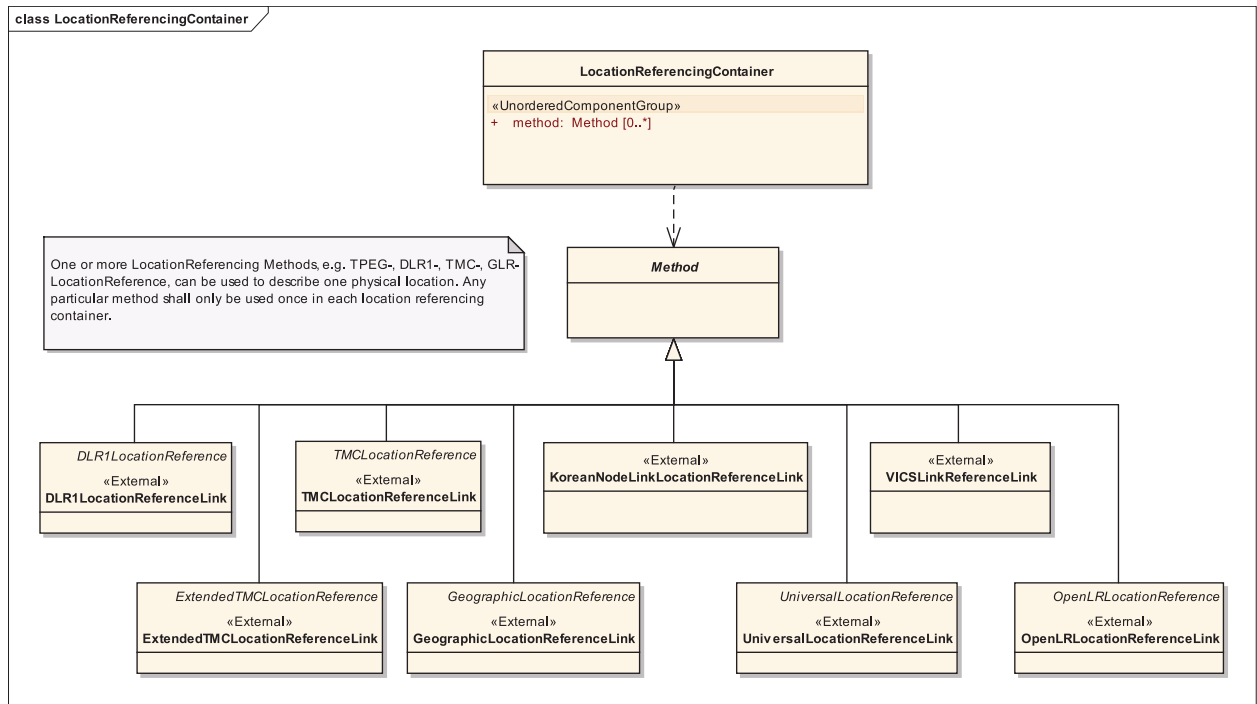 class LocationReferencingContainer
LocationReferencingContainer
«UnorderedComponentGroup»
+ method: Method [0..*]
One or more LocationReferencing Methods, e.g. TPEG-, DLR1-, TMC-, GLR-
LocationReference, can be used to describe one physical location. Any
particular method shall only be used once in each location referencing
container.
Method
DLR1LocationReference
«External»
DLR1LocationReferenceLink
TMCLocationReference
«External»
TMCLocationReferenceLink
«External»
KoreanNodeLinkLocationReferenceLink
«External»
VICSLinkReferenceLink
ExtendedTMCLocationReference
«External»
ExtendedTMCLocationReferenceLink
GeographicLocationReference
«External»
GeographicLocationReferenceLink
UniversalLocationReference
«External»
UniversalLocationReferenceLink
OpenLRLocationReference
«External»
OpenLRLocationReferenceLink